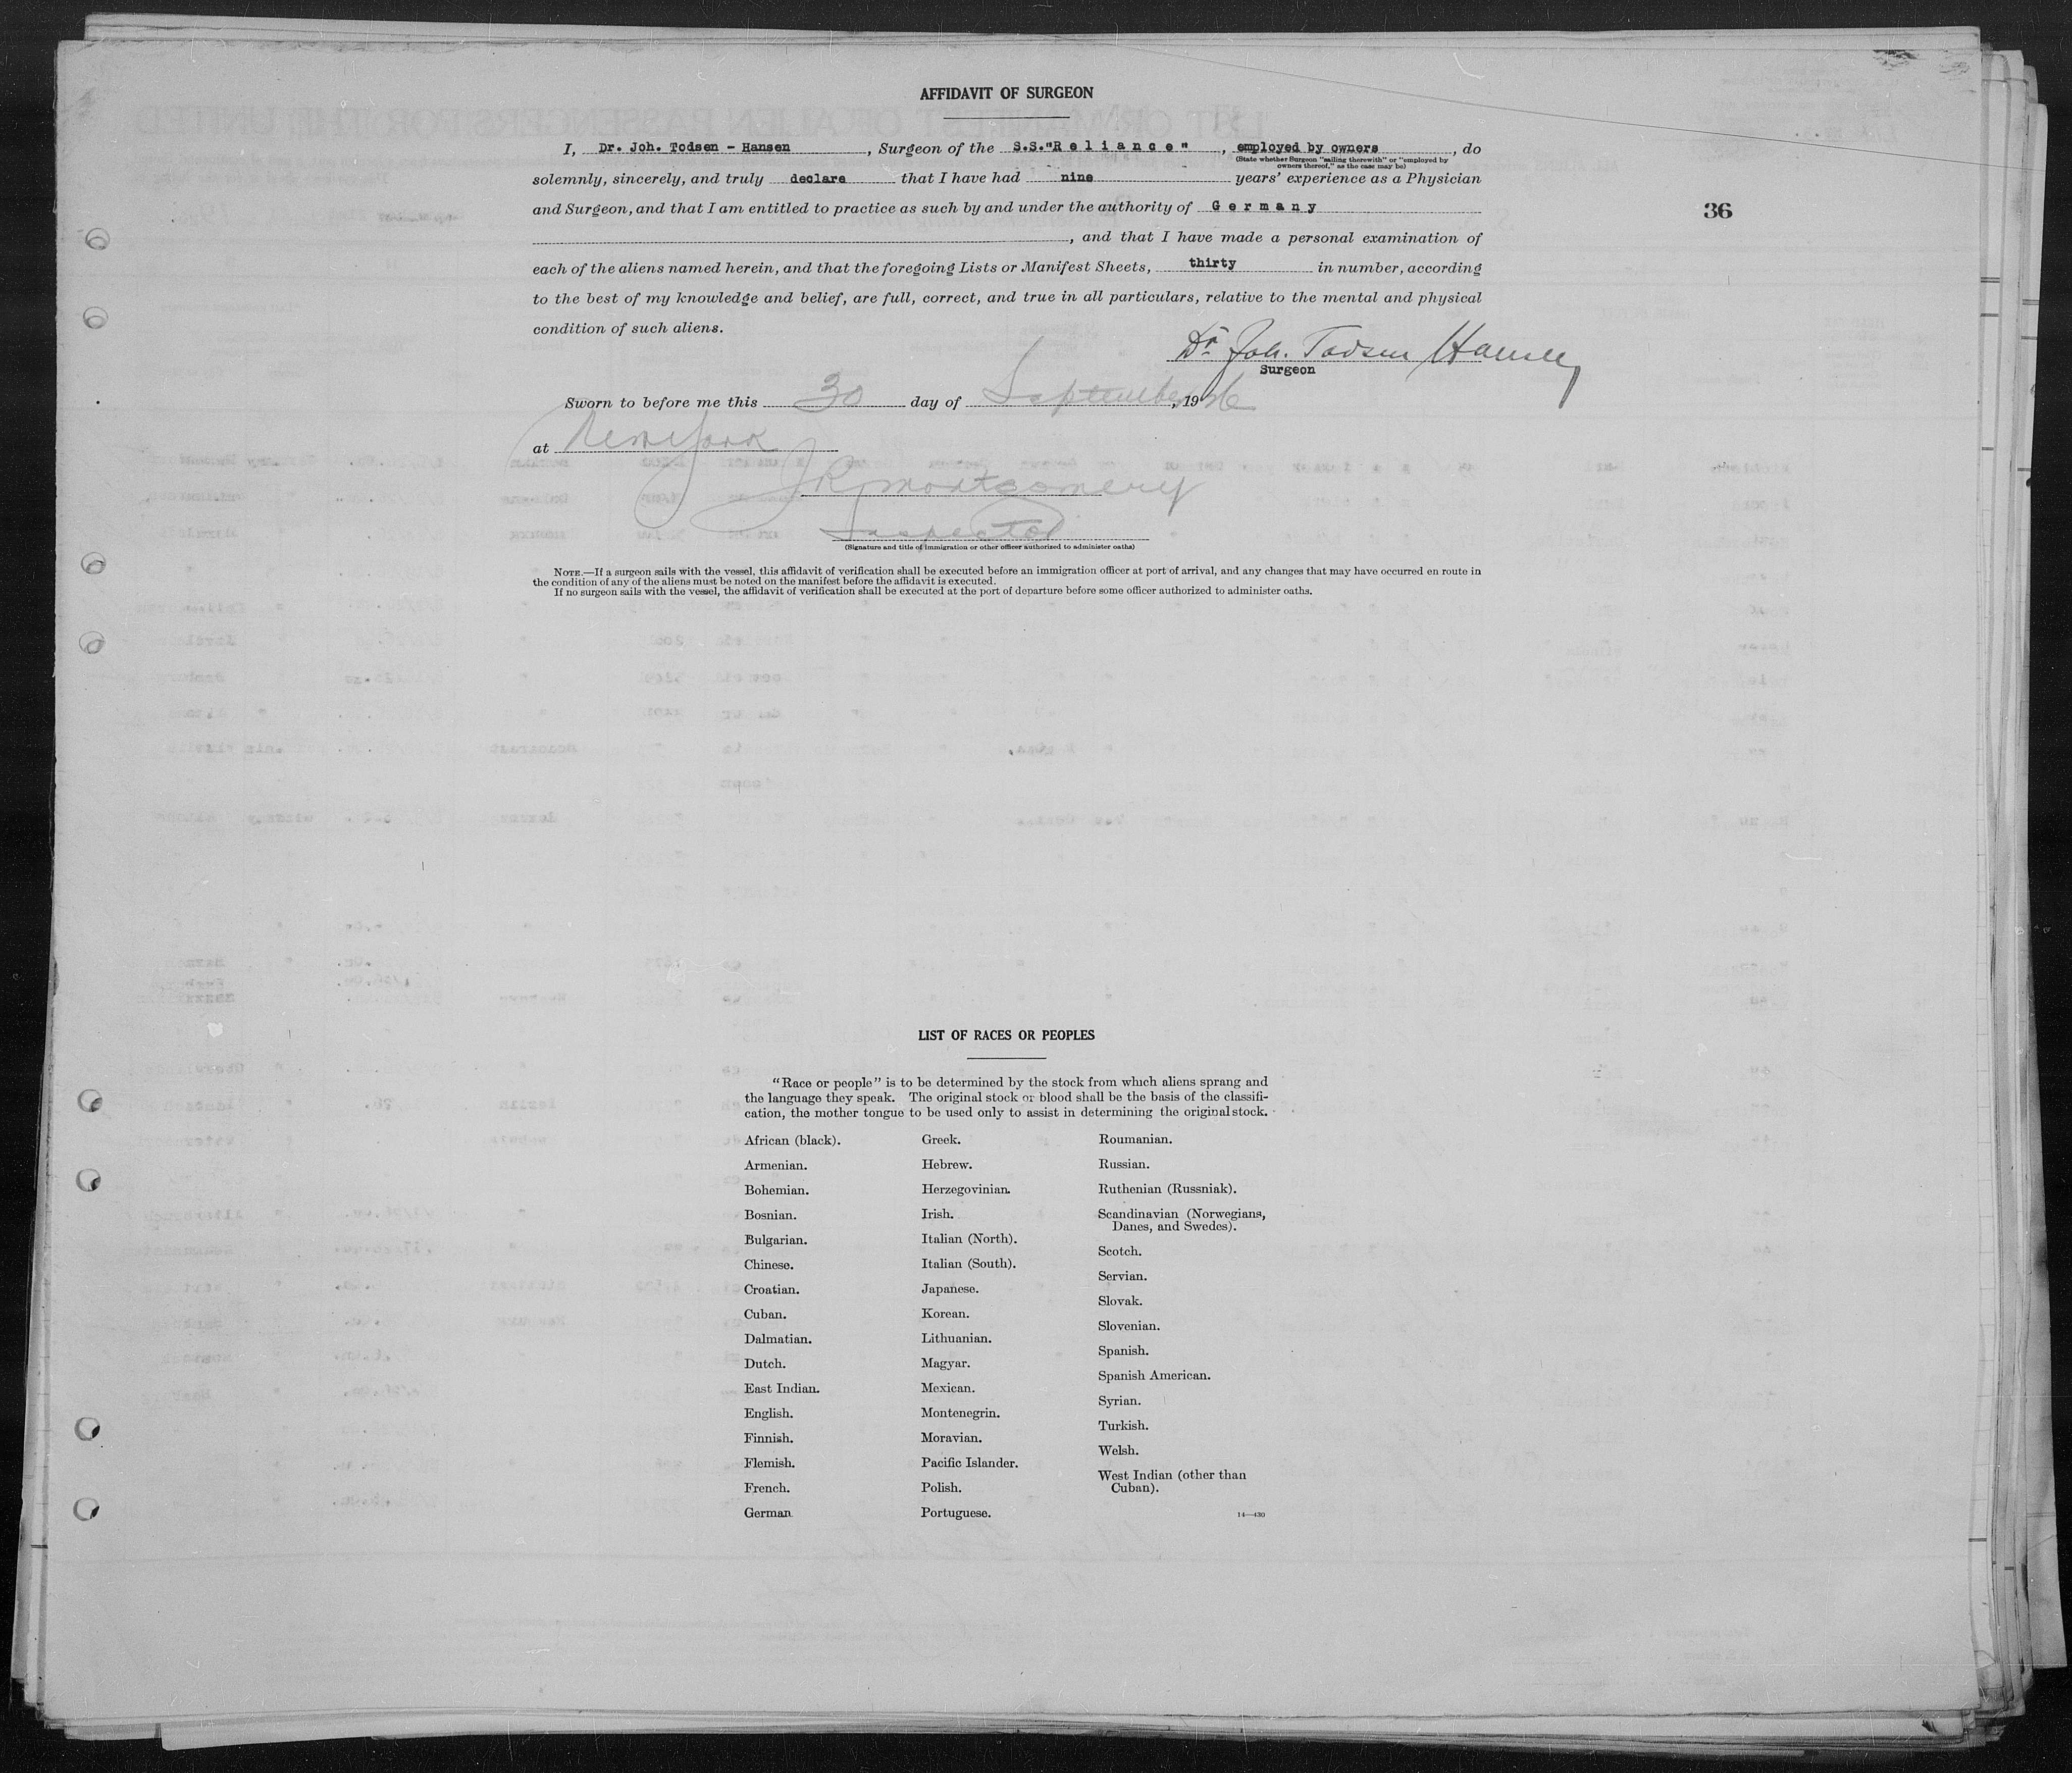 AFFIDAVIT OF SURGEON
I, Dr. Joh. Todsen - Hansen, Surgeon of the S.S."Reliance", employed by owners, do
(State whether Surgeon "sailing therewith" or "employed by
owners thereof," as the case may be)
solemnly, sincerely, and truly declare that I have had nine years' experience as a Physician
and Surgeon, and that I am entitled to practice as such by and under the authority of Germany
36
, and that I have made a personal examination of
each of the aliens named herein, and that the foregoing Lists or Manifest Sheets, thirty in number, according
to the best of my knowledge and belief, are full, correct, and true in all particulars, relative to the mental and physical
condition of such aliens.
Dr. Joh. Todsen Hansen
Surgeon
Sworn to before me this 30 day of September, 1926
at New York
JR Montgomery
Inspector
(Signature and title of immigration or other officer authorized to administer oaths)
NOTE.—If a surgeon sails with the vessel, this affidavit of verification shall be executed before an immigration officer at port of arrival, and any changes that may have occurred en route in
the condition of any of the aliens must be noted on the manifest before the affidavit is executed.
If no surgeon sails with the vessel, the affidavit of verification shall be executed at the port of departure before some officer authorized to administer oaths.
LIST OF RACES OR PEOPLES
"Race or people" is to be determined by the stock from which aliens sprang and
the language they speak. The original stock or blood shall be the basis of the classifi-
cation, the mother tongue to be used only to assist in determining the original stock.
African (black).
Armenian.
Bohemian.
Bosnian.
Bulgarian.
Chinese.
Croatian.
Cuban.
Dalmatian.
Dutch.
East Indian.
English.
Finnish.
Flemish.
French.
German
Greek.
Hebrew.
Herzegovinian.
Irish.
Italian (North).
Italian (South).
Japanese.
Korean.
Lithuanian.
Magyar.
Mexican.
Montenegrin.
Moravian.
Pacific Islander.
Polish.
Portuguese.
Roumanian.
Russian.
Ruthenian (Russniak).
Scandinavian (Norwegians,
Danes, and Swedes).
Scotch.
Servian.
Slovak.
Slovenian.
Spanish.
Spanish American.
Syrian.
Turkish.
Welsh.
West Indian (other than
Cuban).
14—430